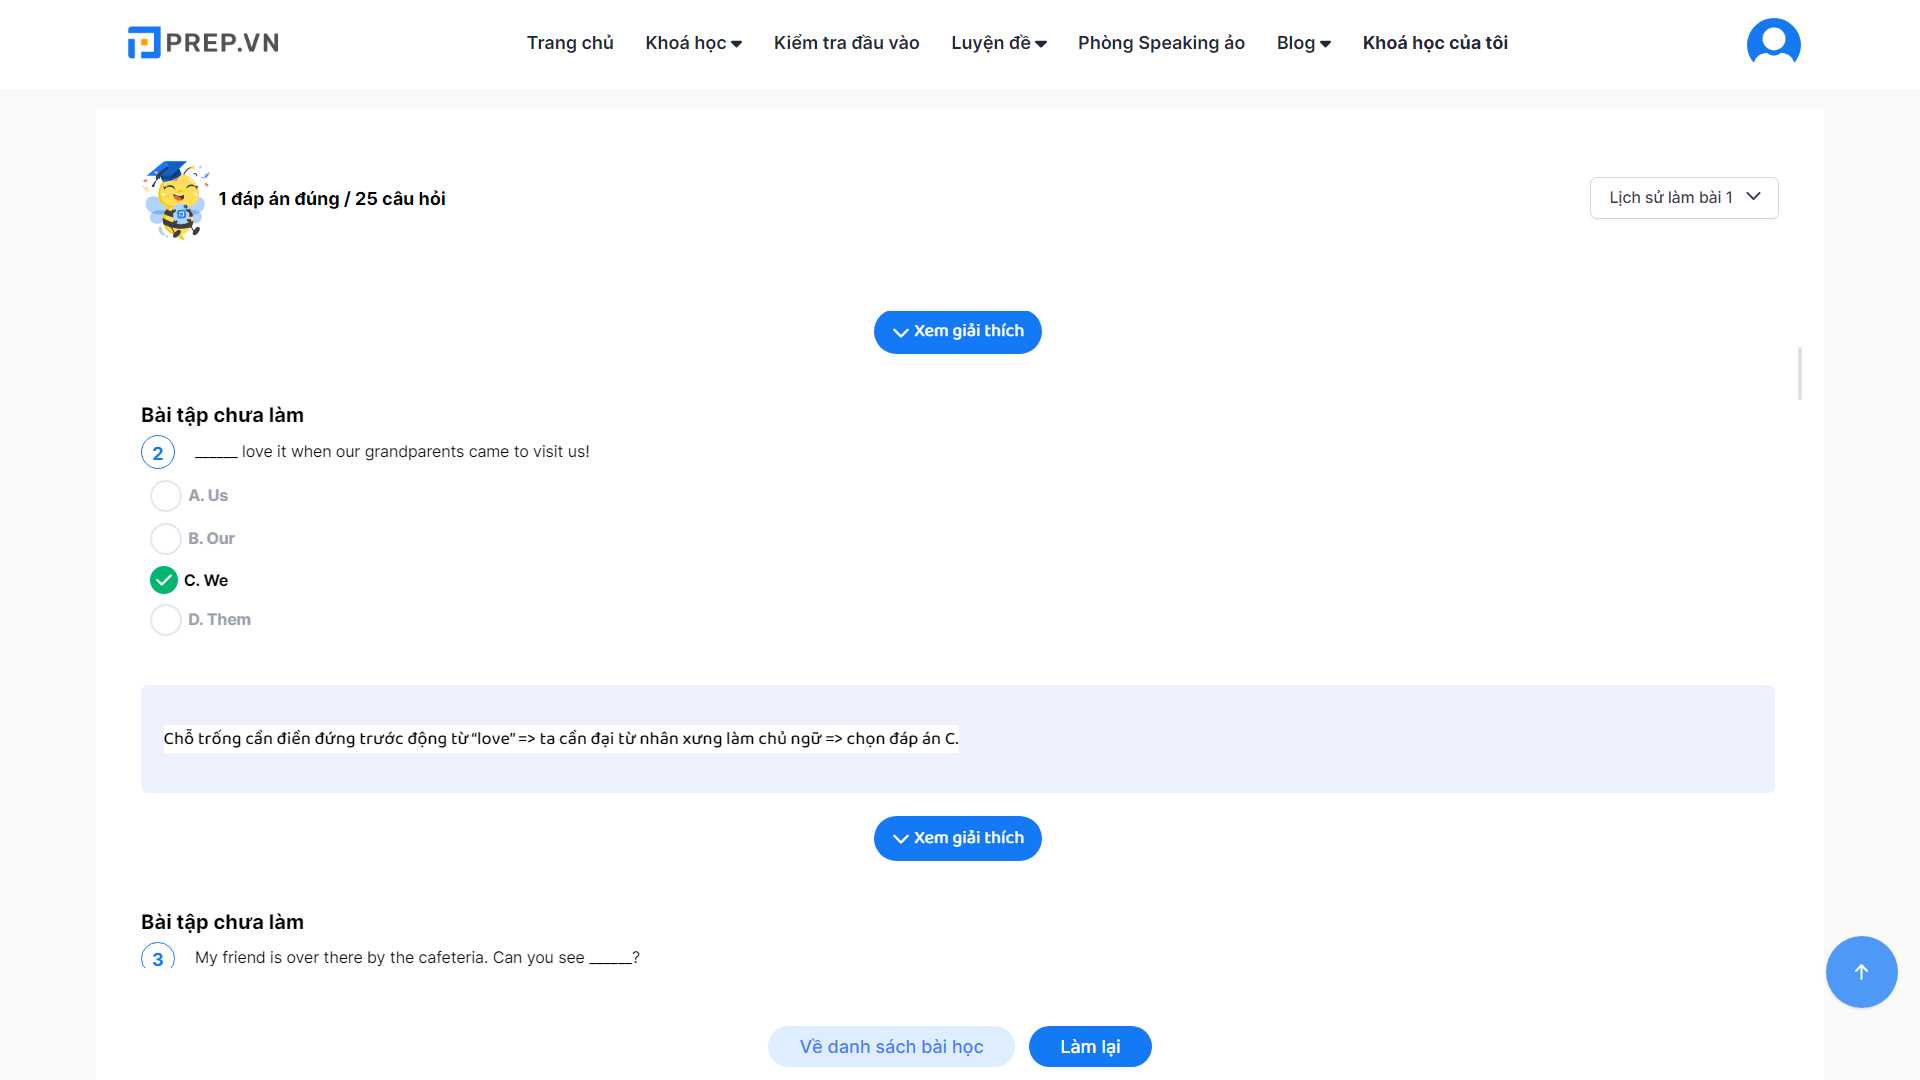 PREP.VN
Trang chủ Khoá học Kiểm tra đầu vào Luyện đề Phòng Speaking ảo Blog Khoá học của tôi
1 đáp án đúng / 25 câu hỏi
Lịch sử làm bài 1
Xem giải thích
Bài tập chưa làm
2 ______ love it when our grandparents came to visit us!
A. Us
B. Our
C. We
D. Them
Chỗ trống cần điền đứng trước động từ “love” => ta cần đại từ nhân xưng làm chủ ngữ => chọn đáp án C.
Xem giải thích
Bài tập chưa làm
3 My friend is over there by the cafeteria. Can you see ______?
Về danh sách bài học Làm lại